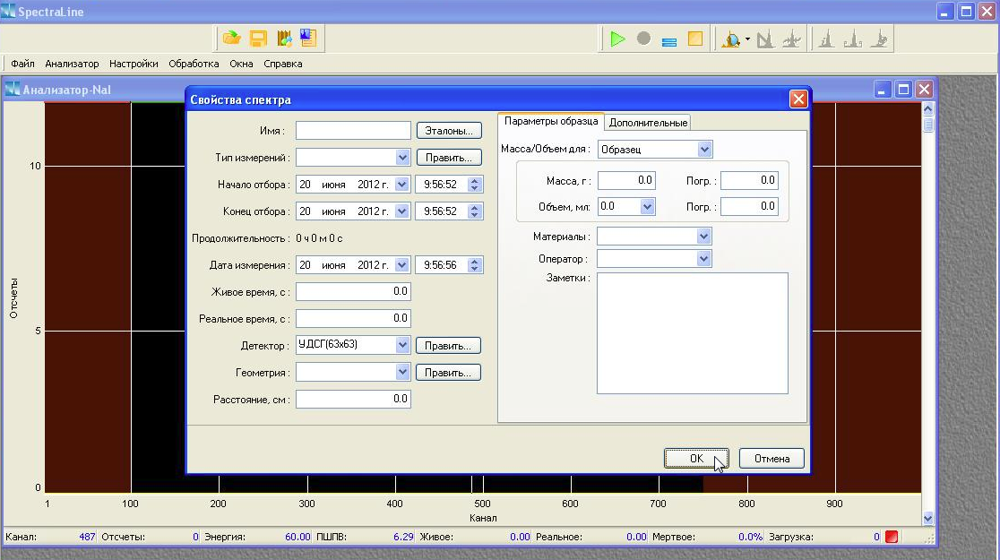 SpectraLine
Файл Анализатор Настройки Обработка Окна Справка
Анализатор-NaI
Свойства спектра
Имя : Эталоны...
Тип измерений : Править...
Начало отбора : 20 июня 2012 г. 9:56:52
Конец отбора : 20 июня 2012 г. 9:56:52
Продолжительность : 0 ч 0 м 0 с
Дата измерения : 20 июня 2012 г. 9:56:56
Живое время, с : 0.0
Реальное время, с : 0.0
Детектор : УДСГ(63x63) Править...
Геометрия : Править...
Расстояние, см : 0.0
Параметры образца Дополнительные
Масса/Объем для : Образец
Масса, г : 0.0 Погр. : 0.0
Объем, мл: 0.0 Погр. : 0.0
Материалы :
Оператор :
Заметки :
OK Отмена
Отсчеты
10
5
0
1 100 200 300 400 500 600 700 800 900
Канал
Канал: 487 Отсчеты: 0 Энергия: 60.00 ПШПВ: 6.29 Живое: 0.00 Реальное: 0.00 Мертвое: 0.0% Загрузка: 0